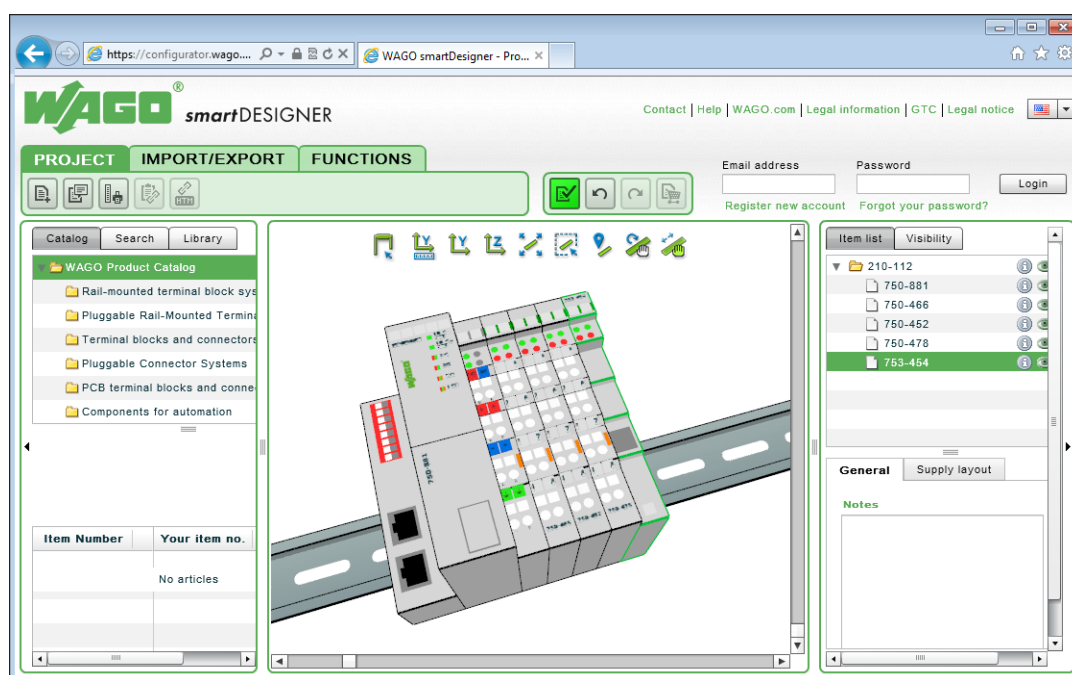 https://configurator.wago....
WAGO smartDesigner - Pro...
WAGO®
smartDESIGNER
Contact | Help | WAGO.com | Legal information | GTC | Legal notice
PROJECT
IMPORT/EXPORT
FUNCTIONS
Email address
Password
Login
Register new account
Forgot your password?
Catalog
Search
Library
WAGO Product Catalog
Rail-mounted terminal block sys
Pluggable Rail-Mounted Termina
Terminal blocks and connectors
Pluggable Connector Systems
PCB terminal blocks and conne
Components for automation
Item Number
Your item no.
No articles
Y
Y
Z
WAGO
750-881
Item list
Visibility
210-112
750-881
750-466
750-452
750-478
753-454
General
Supply layout
Notes